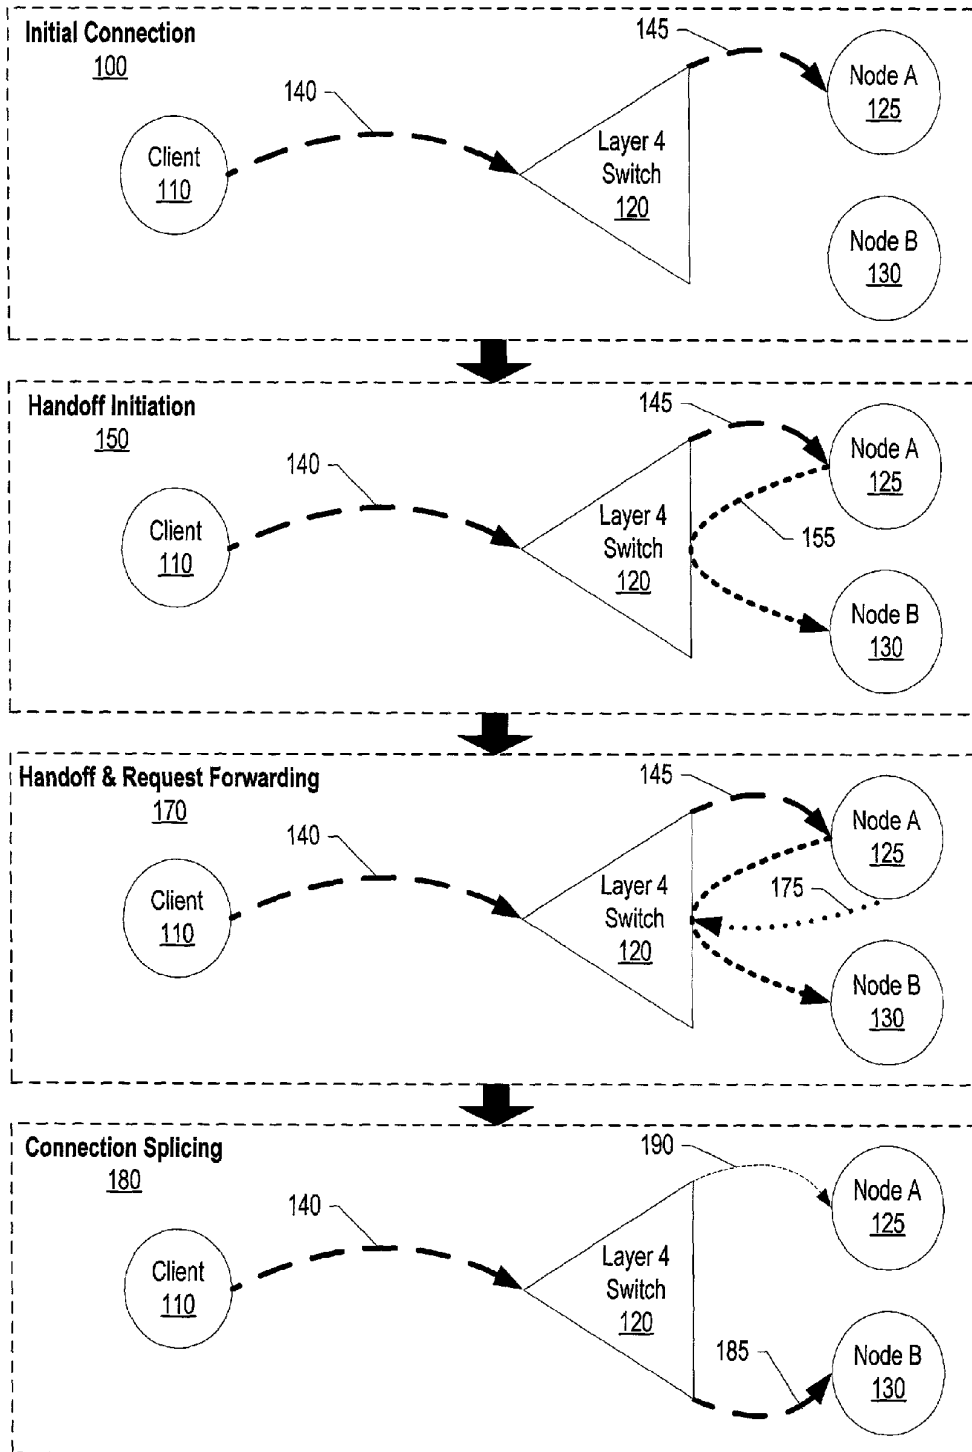 Initial Connection
100
145
140
Client
110
Layer 4
Switch
120
Node A
125
Node B
130
Handoff Initiation
150
145
140
Client
110
Layer 4
Switch
120
Node A
125
155
Node B
130
Handoff & Request Forwarding
170
145
140
Client
110
Layer 4
Switch
120
Node A
125
175
Node B
130
Connection Splicing
180
190
140
Client
110
Layer 4
Switch
120
Node A
125
185
Node B
130